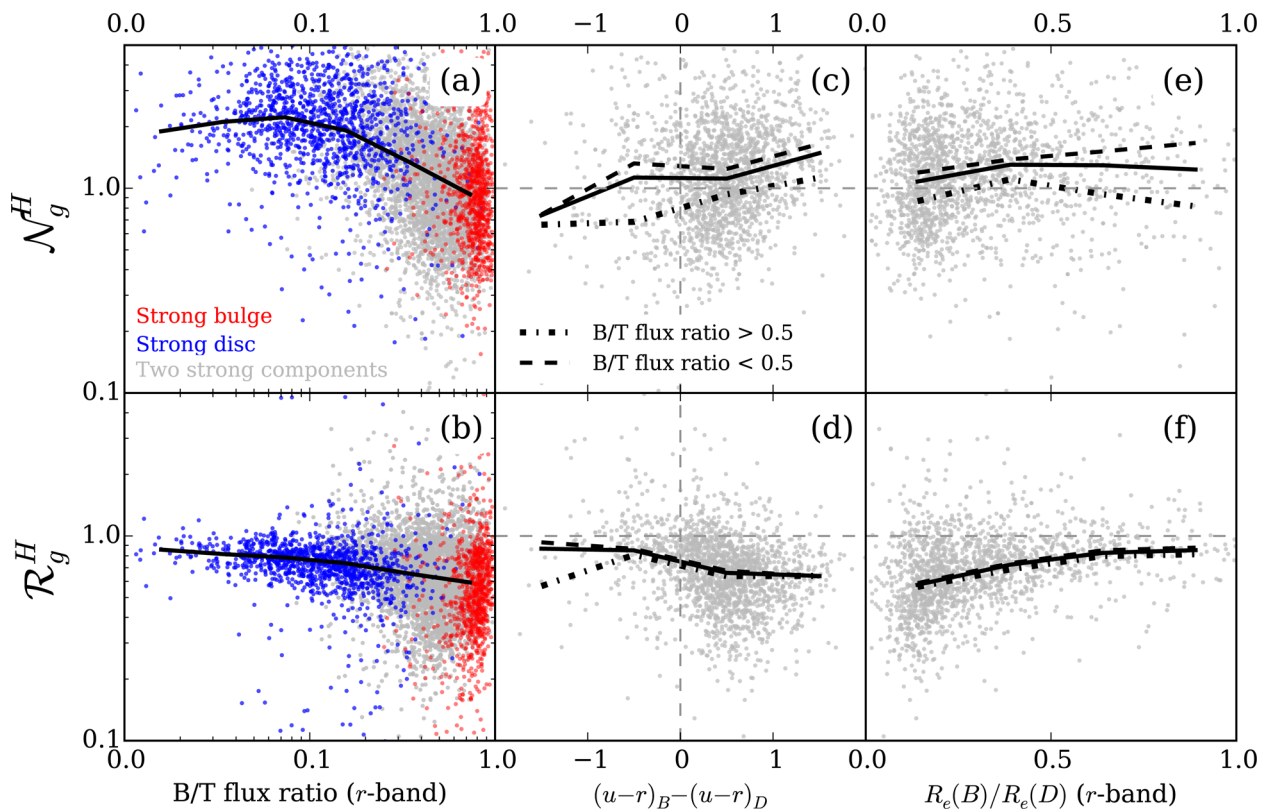 0.0 0.1 1.0 −1 0 1 0.0 0.5 1.0
(a) (c) (e)
1.0
𝒩_g^H
Strong bulge
Strong disc
Two strong components
B/T flux ratio > 0.5
B/T flux ratio < 0.5
0.1
(b) (d) (f)
1.0
ℛ_g^H
0.1
0.0 0.1 1.0 −1 0 1 0.0 0.5 1.0
B/T flux ratio (r-band) (u−r)_B−(u−r)_D R_e(B)/R_e(D) (r-band)